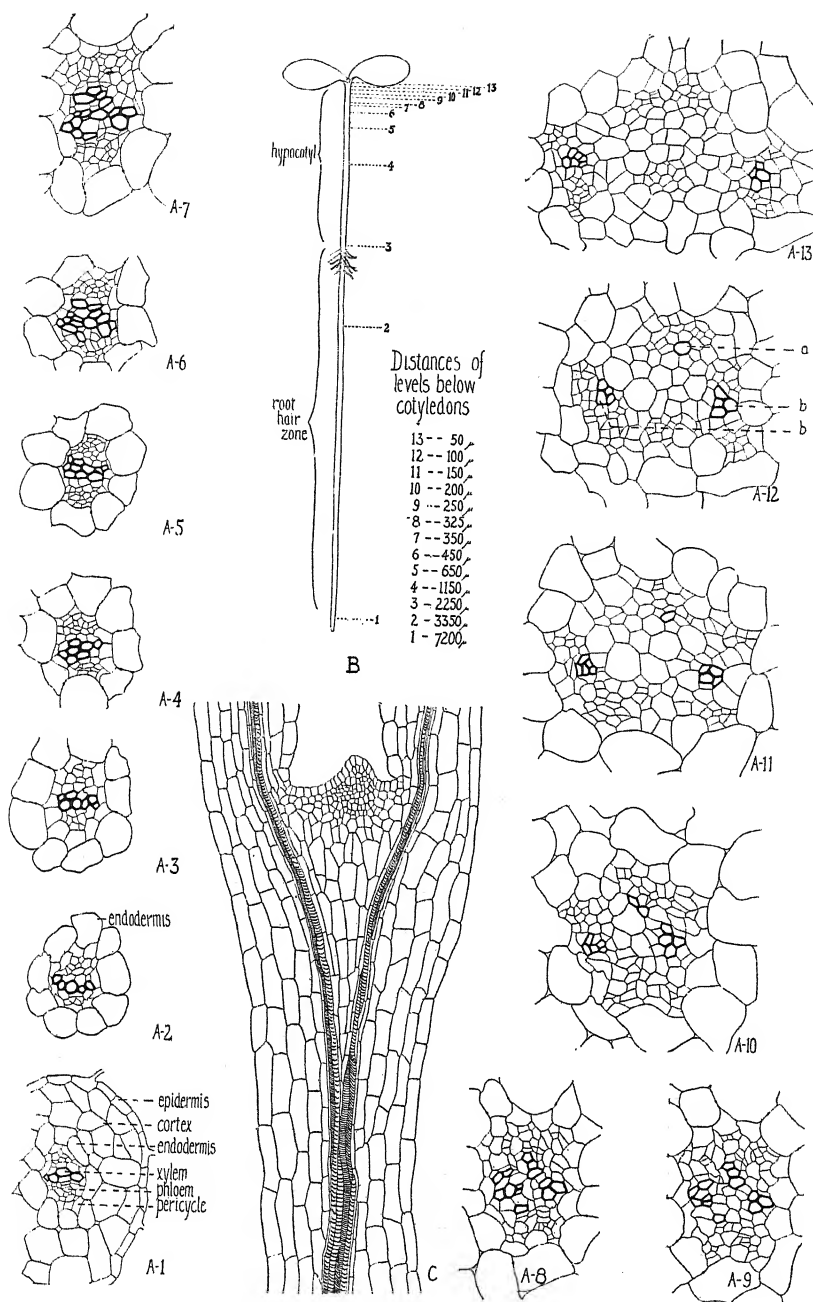 A-7
A-6
A-5
A-4
A-3
endodermis
A-2
epidermis
cortex
endodermis
xylem
phloem
pericycle
A-1
hypocotyl
13
12
11
10
9
8
7
6
5
4
3
2
root
hair
zone
1
Distances of
levels below
cotyledons
13 -- 50 μ
12 -- 100 μ
11 -- 150 μ
10 -- 200 μ
9 -- 250 μ
8 -- 325 μ
7 -- 350 μ
6 -- 450 μ
5 -- 650 μ
4 -- 1150 μ
3 - 2250 μ
2 - 3350 μ
1 - 7200 μ
B
C
A-13
a
b
b
A-12
A-11
A-10
A-8
A-9